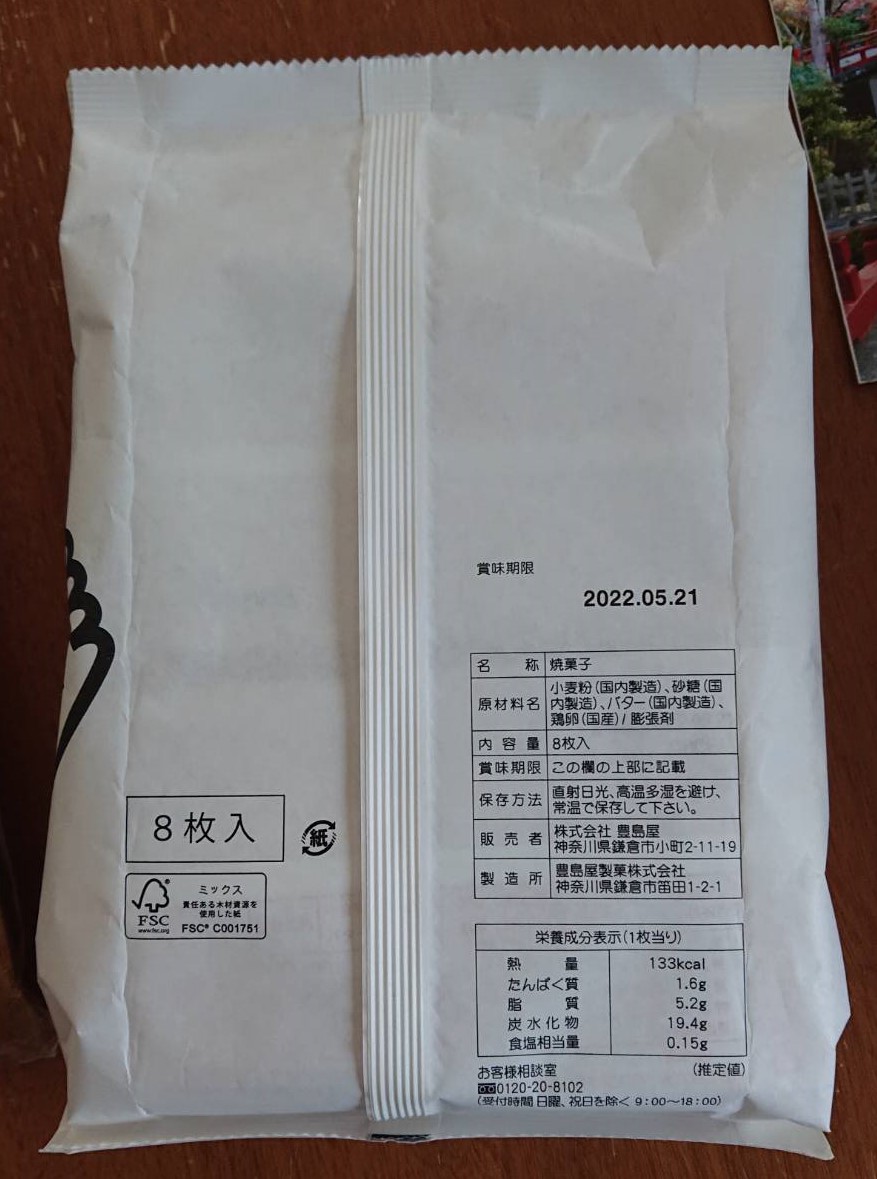 賞味期限
2022.05.21
名称 焼菓子
原材料名 小麦粉(国内製造)、砂糖(国
内製造)、バター(国内製造)、
鶏卵(国産)/膨張剤
内容量 8枚入
賞味期限 この欄の上部に記載
保存方法 直射日光、高温多湿を避け、
常温で保存して下さい。
販売者 株式会社 豊島屋
神奈川県鎌倉市小町2-11-19
製造所 豊島屋製菓株式会社
神奈川県鎌倉市笛田1-2-1
8枚入
紙
FSC
www.fsc.org
ミックス
責任ある木材資源を
使用した紙
FSC® C001751
栄養成分表示(1枚当り)
熱量 133kcal
たんぱく質 1.6g
脂質 5.2g
炭水化物 19.4g
食塩相当量 0.15g
(推定値)
お客様相談室
0120-20-8102
(受付時間 日曜、祝日を除く 9:00〜18:00)